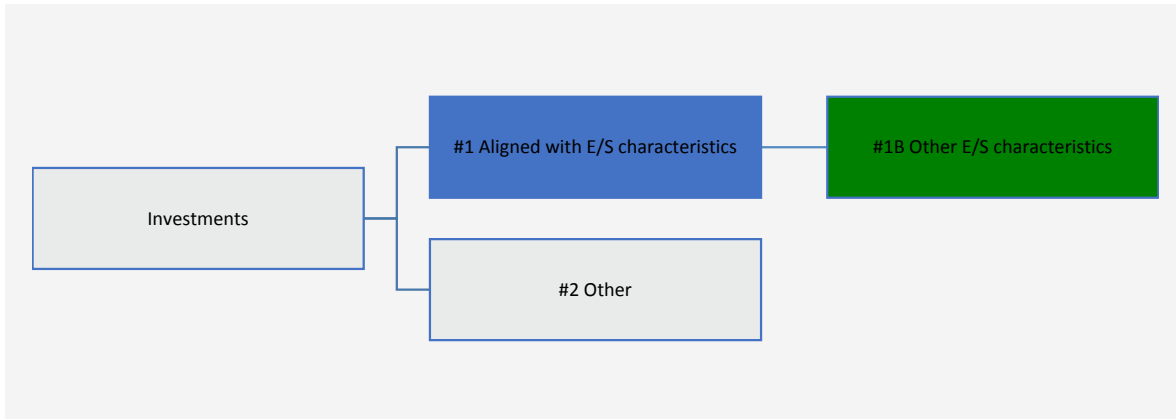 #1 Aligned with E/S characteristics
#1B Other E/S characteristics
Investments
#2 Other